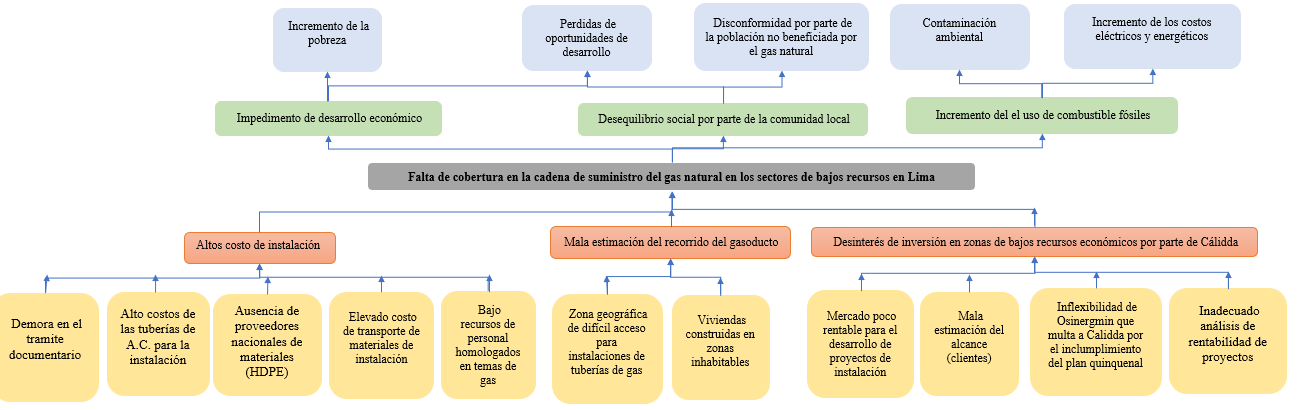 Incremento de la
pobreza
Perdidas de
oportunidades de
desarrollo
Disconformidad por parte de
la población no beneficiada por
el gas natural
Contaminación
ambiental
Incremento de los costos
eléctricos y energéticos
Impedimento de desarrollo económico
Desequilibrio social por parte de la comunidad local
Incremento del el uso de combustible fósiles
Falta de cobertura en la cadena de suministro del gas natural en los sectores de bajos recursos en Lima
Altos costo de instalación
Mala estimación del recorrido del gasoducto
Desinterés de inversión en zonas de bajos recursos económicos por parte de Cálidda
Demora en el
tramite
documentario
Alto costos de
las tuberías de
A.C. para la
instalación
Ausencia de
proveedores
nacionales de
materiales
(HDPE)
Elevado costo
de transporte de
materiales de
instalación
Bajo
recursos de
personal
homologados
en temas de
gas
Zona geográfica
de difícil acceso
para
instalaciones de
tuberías de gas
Viviendas
construidas en
zonas
inhabitables
Mercado poco
rentable para el
desarrollo de
proyectos de
instalación
Mala
estimación del
alcance
(clientes)
Inflexibilidad de
Osinergmin que
multa a Calidda por
el inclumplimiento
del plan quinquenal
Inadecuado
análisis de
rentabilidad de
proyectos